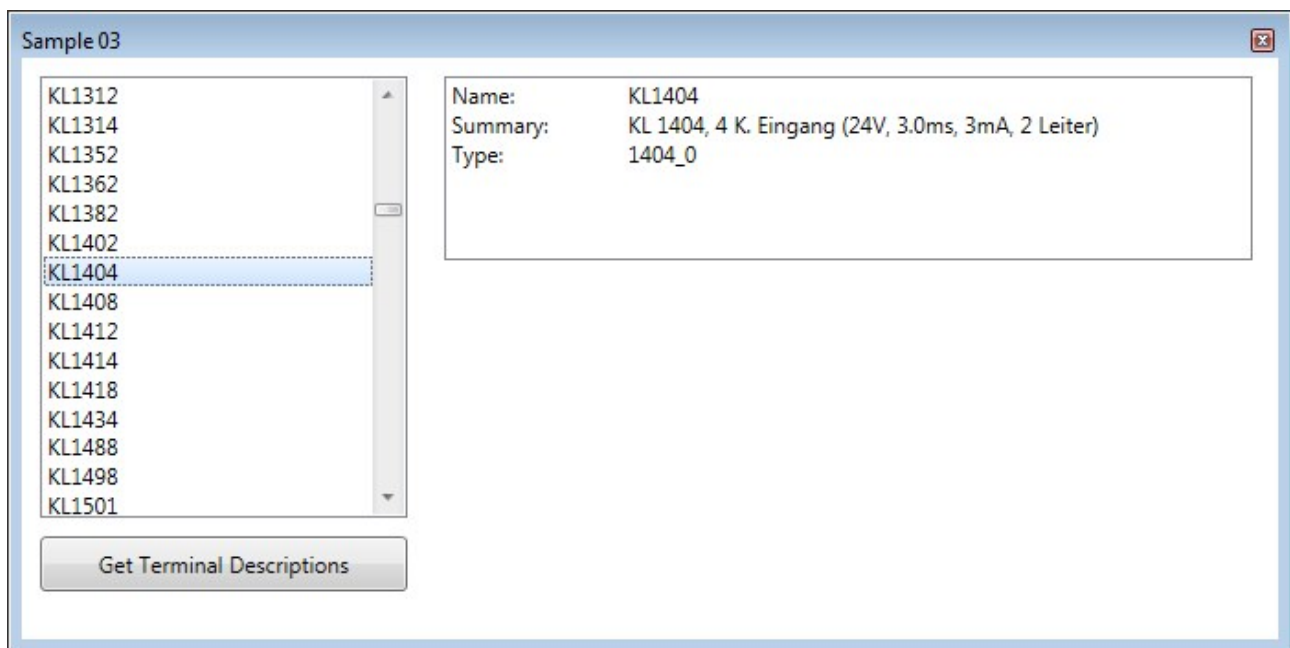 Sample 03
KL1312
KL1314
KL1352
KL1362
KL1382
KL1402
KL1404
KL1408
KL1412
KL1414
KL1418
KL1434
KL1488
KL1498
KL1501
Get Terminal Descriptions
Name: KL1404
Summary: KL 1404, 4 K. Eingang (24V, 3.0ms, 3mA, 2 Leiter)
Type: 1404_0